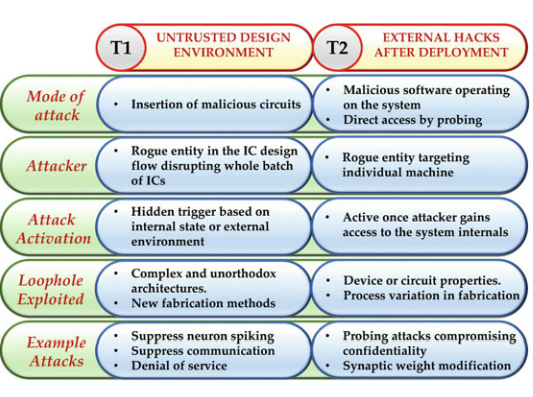 T1
UNTRUSTED DESIGN
ENVIRONMENT
T2
EXTERNAL HACKS
AFTER DEPLOYMENT
Mode of
attack
• Insertion of malicious circuits
• Malicious software operating
on the system
• Direct access by probing
Attacker
• Rogue entity in the IC design
flow disrupting whole batch
of ICs
• Rogue entity targeting
individual machine
Attack
Activation
• Hidden trigger based on
internal state or external
environment
• Active once attacker gains
access to the system internals
Loophole
Exploited
• Complex and unorthodox
architectures.
• New fabrication methods
• Device or circuit properties.
• Process variation in fabrication
Example
Attacks
• Suppress neuron spiking
• Suppress communication
• Denial of service
• Probing attacks compromising
confidentiality
• Synaptic weight modification